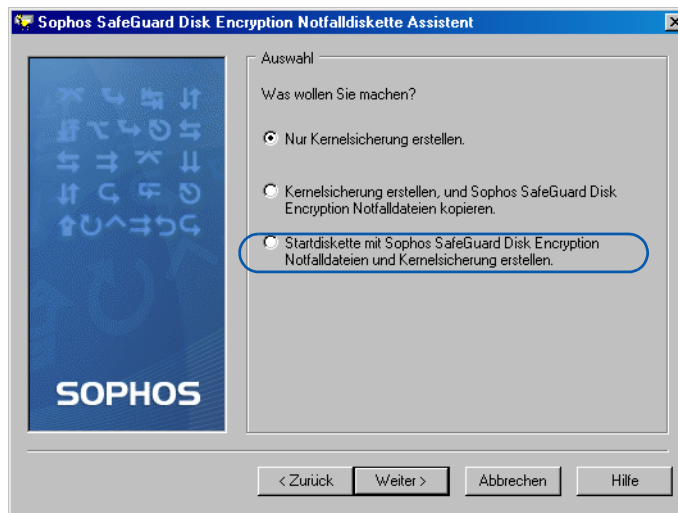 Sophos SafeGuard Disk Encryption Notfalldiskette Assistent
Auswahl
Was wollen Sie machen?
Nur Kernelsicherung erstellen.
Kernelsicherung erstellen, und Sophos SafeGuard Disk
Encryption Notfalldateien kopieren.
Startdiskette mit Sophos SafeGuard Disk Encryption
Notfalldateien und Kernelsicherung erstellen.
SOPHOS
< Zurück
Weiter >
Abbrechen
Hilfe